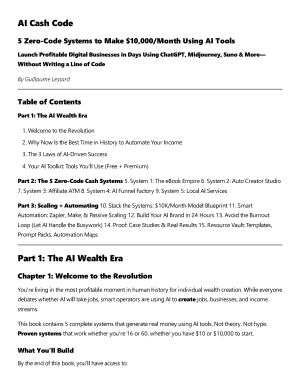 AI Cash Code
5 Zero-Code Systems to Make $10,000/Month Using AI Tools
Launch Profitable Digital Businesses in Days Using ChatGPT, Midjourney, Suno & More—
Without Writing a Line of Code
By Guillaume Lessard
Table of Contents
Part 1: The AI Wealth Era
1. Welcome to the Revolution
2. Why Now Is the Best Time in History to Automate Your Income
3. The 3 Laws of AI-Driven Success
4. Your AI Toolkit Tools You'll Use (Free + Premium)
Part 2: The 5 Zero-Code Cash Systems 5. System 1: The eBook Empire 6. System 2: Auto Creator Studio
7. System 3: Affiliate ATM 8. System 4: AI Funnel Factory 9. System 5: Local AI Services
Part 3: Scaling + Automating 10. Stack the Systems: $10K/Month Model Blueprint 11. Smart
Automation: Zapier, Make, & Passive Scaling 12. Build Your AI Brand in 24 Hours 13. Avoid the Burnout
Loop (Let AI Handle the Busywork) 14. Proof: Case Studies & Real Results 15. Resource Vault: Templates,
Prompt Packs, Automation Maps
Part 1: The AI Wealth Era
Chapter 1: Welcome to the Revolution
You're living in the most profitable moment in human history for individual wealth creation. While everyone
debates whether AI will take jobs, smart operators are using AI to create jobs, businesses, and income
streams.
This book contains 5 complete systems that generate real money using AI tools. Not theory. Not hype.
Proven systems that work whether you're 16 or 60, whether you have $10 or $10,000 to start.
What You'll Build
By the end of this book, you'll have access to: